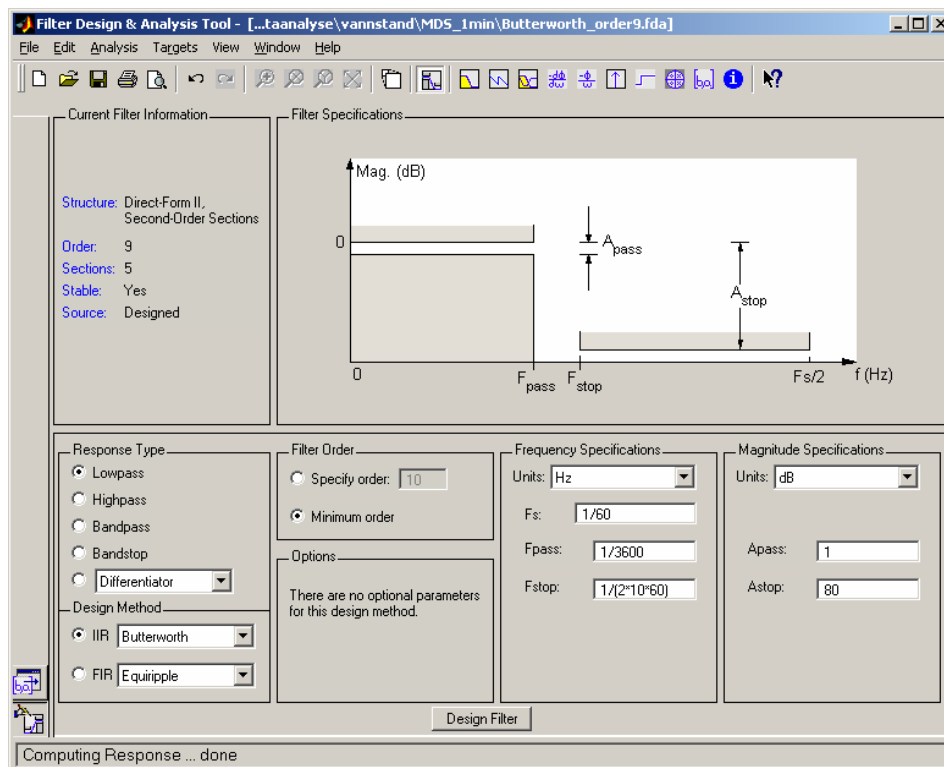 Filter Design & Analysis Tool - [...taanalyse\vannstand\MDS_1min\Butterworth_order9.fda]
File Edit Analysis Targets View Window Help
Current Filter Information
Structure: Direct-Form II,
Second-Order Sections
Order: 9
Sections: 5
Stable: Yes
Source: Designed
Filter Specifications
Mag. (dB)
0
A pass
A stop
0
F pass
F stop
Fs/2
f (Hz)
Response Type
Lowpass
Highpass
Bandpass
Bandstop
Differentiator
Design Method
IIR Butterworth
FIR Equiripple
Filter Order
Specify order: 10
Minimum order
Options
There are no optional parameters
for this design method.
Frequency Specifications
Units: Hz
Fs: 1/60
Fpass: 1/3600
Fstop: 1/(2*10*60)
Magnitude Specifications
Units: dB
Apass: 1
Astop: 80
Design Filter
Computing Response ... done